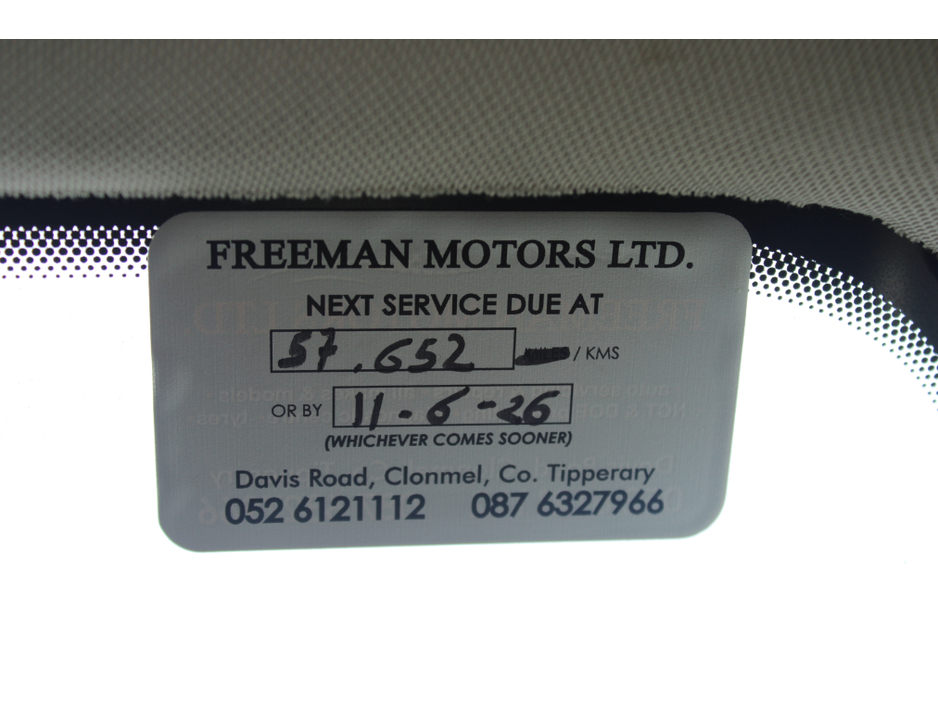 FREEMAN MOTORS LTD.
NEXT SERVICE DUE AT
57.652 MILES / KMS
OR BY 11-6-26
(WHICHEVER COMES SOONER)
Davis Road, Clonmel, Co. Tipperary
052 6121112 087 6327966